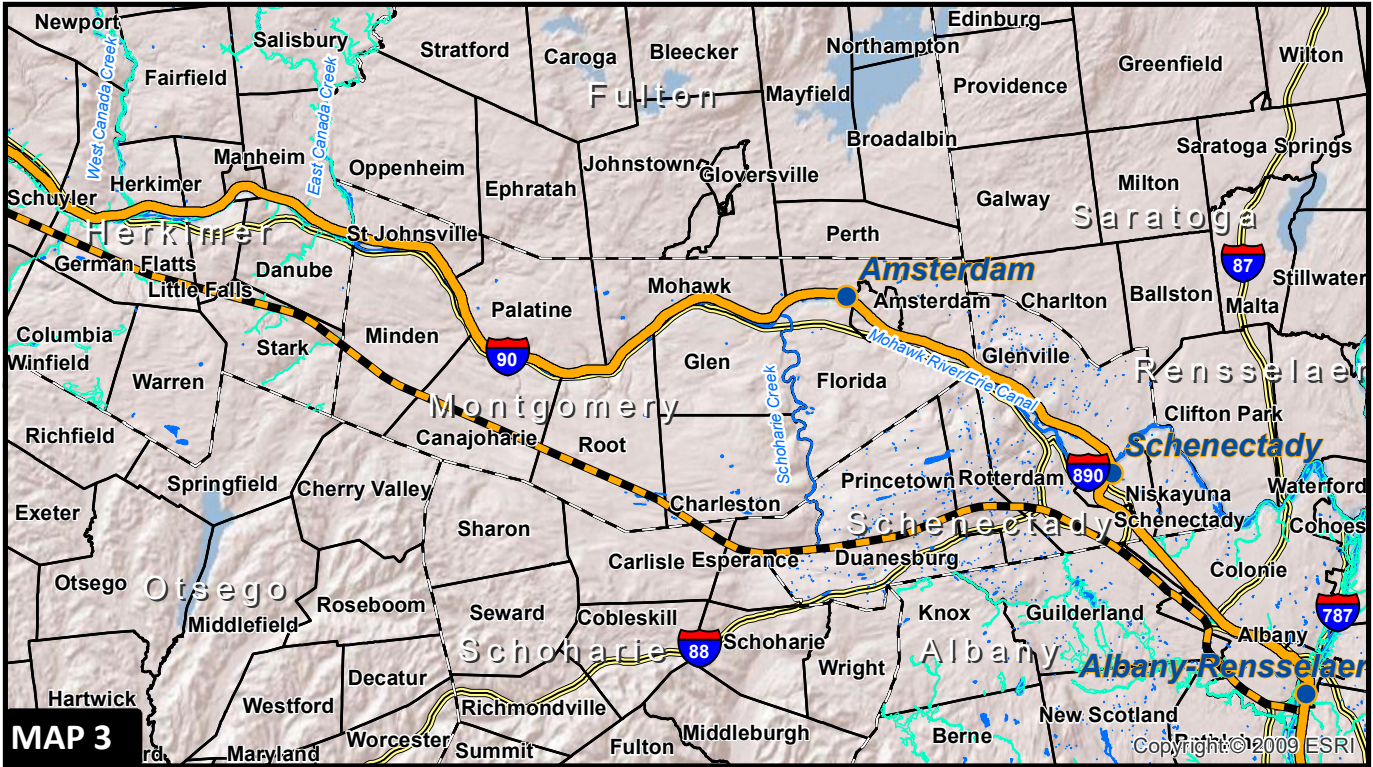 Newport
Salisbury
Stratford
Caroga
Bleecker
Northampton
Edinburg
Greenfield
Wilton
Fairfield
West Canada Creek
East Canada Creek
Fulton
Mayfield
Providence
Broadalbin
Saratoga Springs
Manheim
Oppenheim
Johnstown
Gloversville
Herkimer
Ephratah
Galway
Milton
Schuyler
Saratoga
Herkimer
St Johnsville
Perth
German Flatts
Danube
Amsterdam
87
Stillwater
Little Falls
Mohawk
Amsterdam
Charlton
Ballston
Malta
Palatine
Columbia
Minden
Winfield
Stark
90
Glen
Mohawk River/Erie Canal
Glenville
Rensselaer
Warren
Florida
Montgomery
Schoharie Creek
Clifton Park
Richfield
Canajoharie
Root
Schenectady
Springfield
Cherry Valley
Princetown
Rotterdam
890
Waterford
Niskayuna
Exeter
Charleston
Sharon
Schenectady
Schenectady
Cohoes
Carlisle
Esperance
Duanesburg
Colonie
Otsego
Otsego
Roseboom
Seward
Cobleskill
Knox
Guilderland
787
Middlefield
Schoharie
88
Schoharie
Albany
Albany
Wright
Albany-Rensselaer
Decatur
Hartwick
Westford
Richmondville
New Scotland
MAP 3
Worcester
Middleburgh
Berne
Maryland
Summit
Fulton
Copyright:© 2009 ESRI